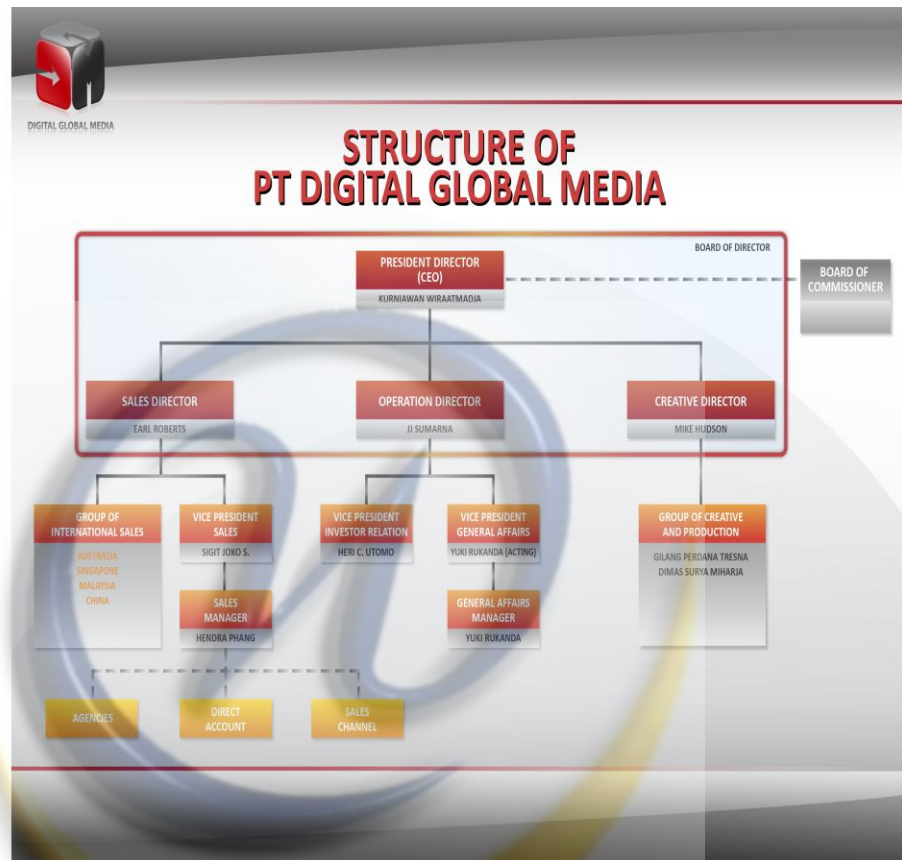 DIGITAL GLOBAL MEDIA
STRUCTURE OF
PT DIGITAL GLOBAL MEDIA
BOARD OF DIRECTOR
PRESIDENT DIRECTOR
(CEO)
KURNIAWAN WIRAATMADJA
BOARD OF
COMMISSIONER
SALES DIRECTOR
EARL ROBERTS
OPERATION DIRECTOR
JJ SUMARNA
CREATIVE DIRECTOR
MIKE HUDSON
GROUP OF
INTERNATIONAL SALES
AUSTRALIA
SINGAPORE
MALAYSIA
CHINA
VICE PRESIDENT
SALES
SIGIT JOKO S.
VICE PRESIDENT
INVESTOR RELATION
HERI C. UTOMO
VICE PRESIDENT
GENERAL AFFAIRS
YUKI RUKANDA (ACTING)
GROUP OF CREATIVE
AND PRODUCTION
GILANG PERDANA TRESNA
DIMAS SURYA MIHARJA
SALES
MANAGER
HENDRA PHANG
GENERAL AFFAIRS
MANAGER
YUKI RUKANDA
AGENCIES
DIRECT
ACCOUNT
SALES
CHANNEL